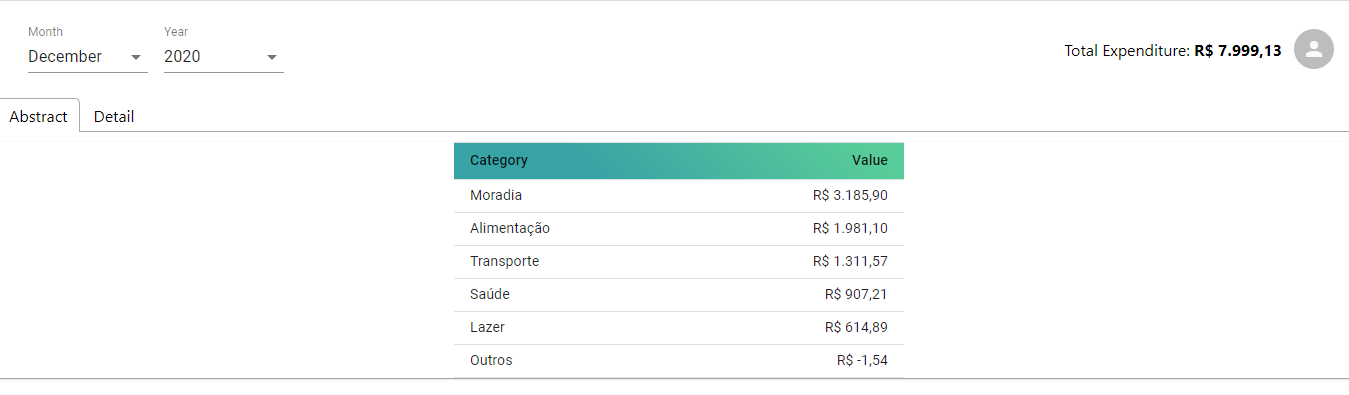 Month Year
December 2020
Total Expenditure: R$ 7.999,13
Abstract Detail
Category Value
Moradia R$ 3.185,90
Alimentação R$ 1.981,10
Transporte R$ 1.311,57
Saúde R$ 907,21
Lazer R$ 614,89
Outros R$ -1,54